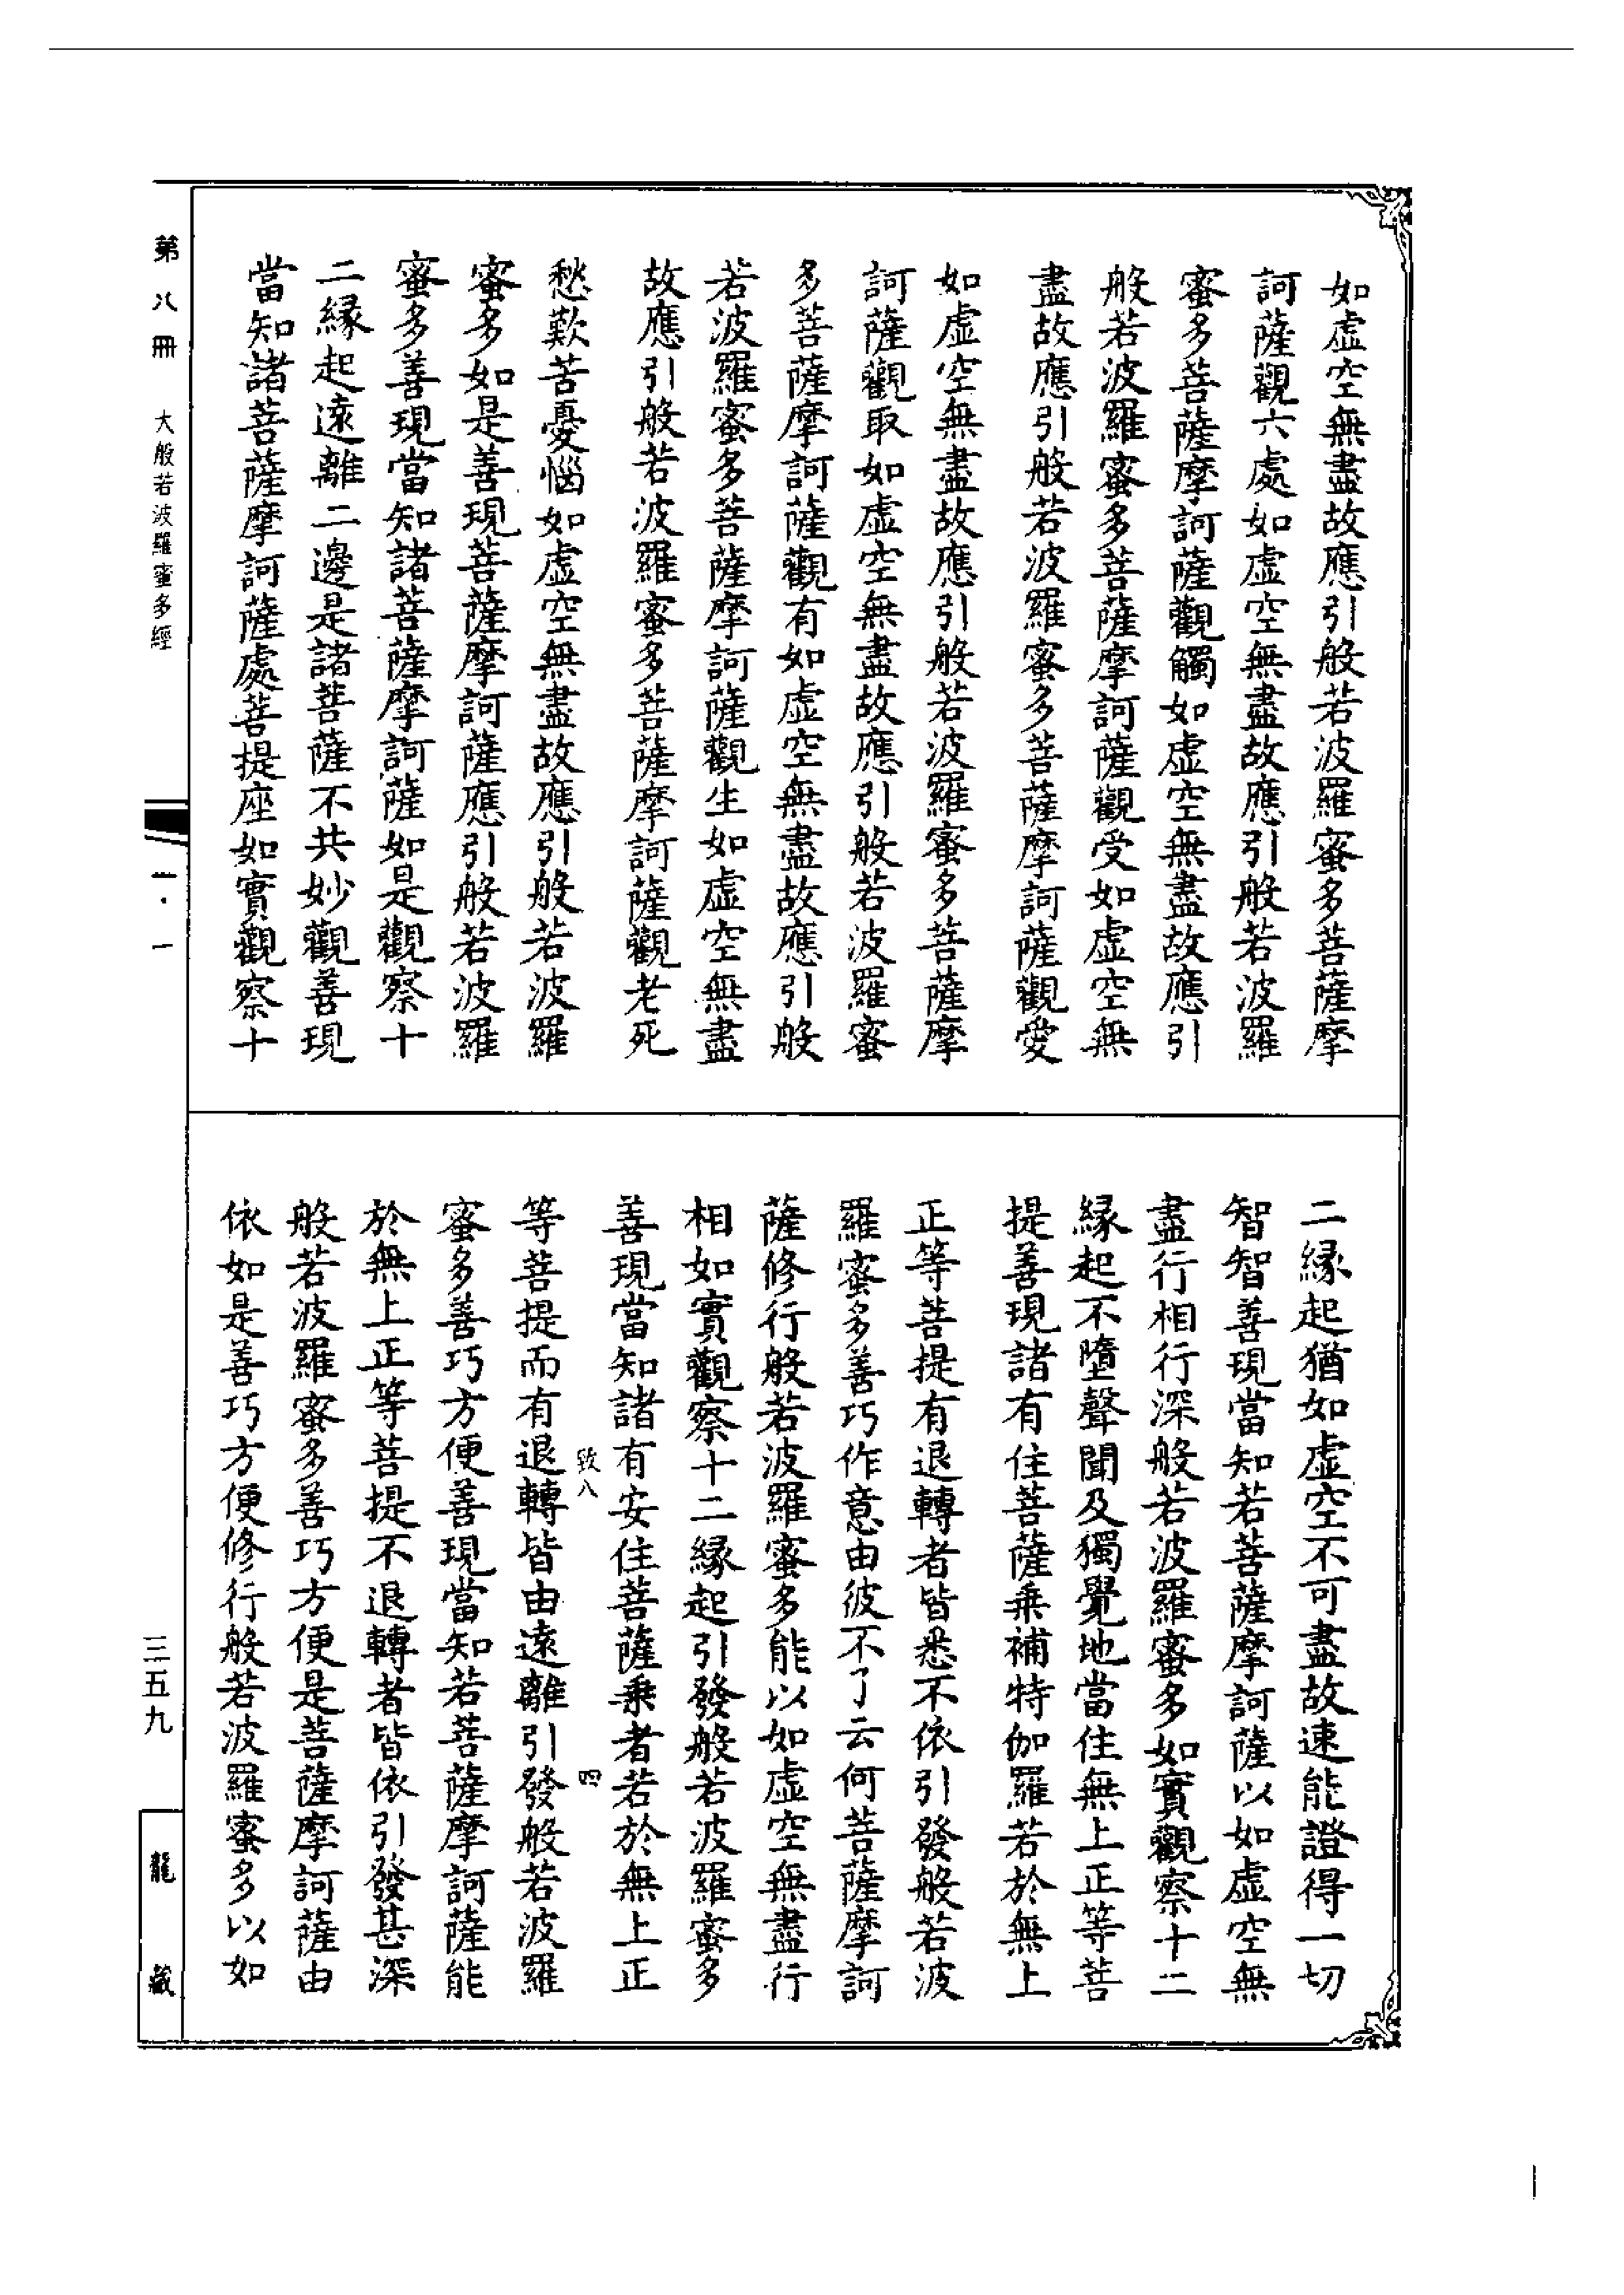 如虛空無盡故應引般若波羅蜜多菩薩摩
訶薩觀六處如虛空無盡故應引般若波羅
蜜多菩薩摩訶薩觀觸如虛空無盡故應引
般若波羅蜜多菩薩摩訶薩觀受如虛空無
盡故應引般若波羅蜜多菩薩摩訶薩觀愛
如虛空無盡故應引般若波羅蜜多菩薩摩
訶薩觀取如虛空無盡故應引般若波羅蜜
多菩薩摩訶薩觀有如虛空無盡故應引般
若波羅蜜多菩薩摩訶薩觀生如虛空無盡
故應引般若波羅蜜多菩薩摩訶薩觀老死
愁歎苦憂惱如虛空無盡故應引般若波羅
蜜多如是善現菩薩摩訶薩應引般若波羅
蜜多善現當知諸菩薩摩訶薩如是觀察十
二緣起遠離二邊是諸菩薩不共妙觀善現
當知諸菩薩摩訶薩處菩提座如實觀察十
二緣起猶如虛空不可盡故速能證得一切
智智善現當知若菩薩摩訶薩以如虛空無
盡行相行深般若波羅蜜多如實觀察十二
緣起不墮聲聞及獨覺地當住無上正等菩
提善現諸有住菩薩乘補特伽羅若於無上
正等菩提有退轉者皆悉不依引發般若波
羅蜜多善巧作意由彼不了云何菩薩摩訶
薩修行般若波羅蜜多能以如虛空無盡行
相如實觀察十二緣起引發般若波羅蜜多
善現當知諸有安住菩薩乘者若於無上正
致八 四
等菩提而有退轉皆由遠離引發般若波羅
蜜多善巧方便善現當知若菩薩摩訶薩能
於無上正等菩提不退轉者皆依引發甚深
般若波羅蜜多善巧方便是菩薩摩訶薩由
依如是善巧方便修行般若波羅蜜多以如
第八冊 大般若波羅蜜多經
一·一
三五九
龍藏